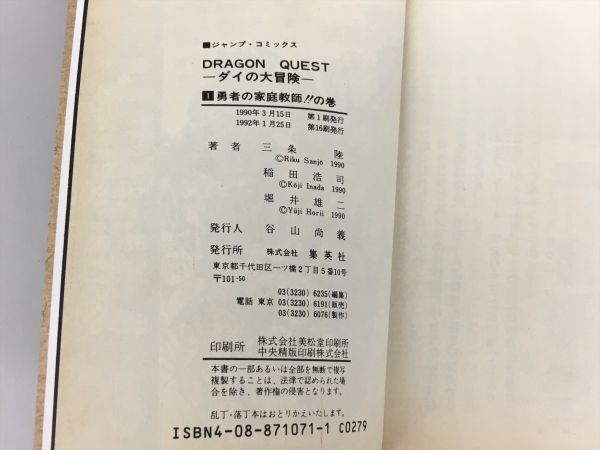 ■ジャンプ・コミックス
DRAGON QUEST
―ダイの大冒険―
1 勇者の家庭教師!!の巻
1990年3月15日 第1刷発行
1992年1月25日 第16刷発行
著者 三条 陸
©Riku Sanjō 1990
稲田浩司
©Kōji Inada 1990
堀井雄二
©Yūji Horii 1990
発行人 谷山尚義
発行所 株式会社 集英社
東京都千代田区一ツ橋2丁目5番10号
〒101-50
03(3230)6235(編集)
電話 東京 03(3230)6191(販売)
03(3230)6076(製作)
印刷所 株式会社美松堂印刷所
中央精版印刷株式会社
本書の一部あるいは全部を無断で複写
複製することは、法律で認められた場
合を除き、著作権の侵害となります。
乱丁・落丁本はおとりかえいたします。
ISBN4-08-871071-1 C0279